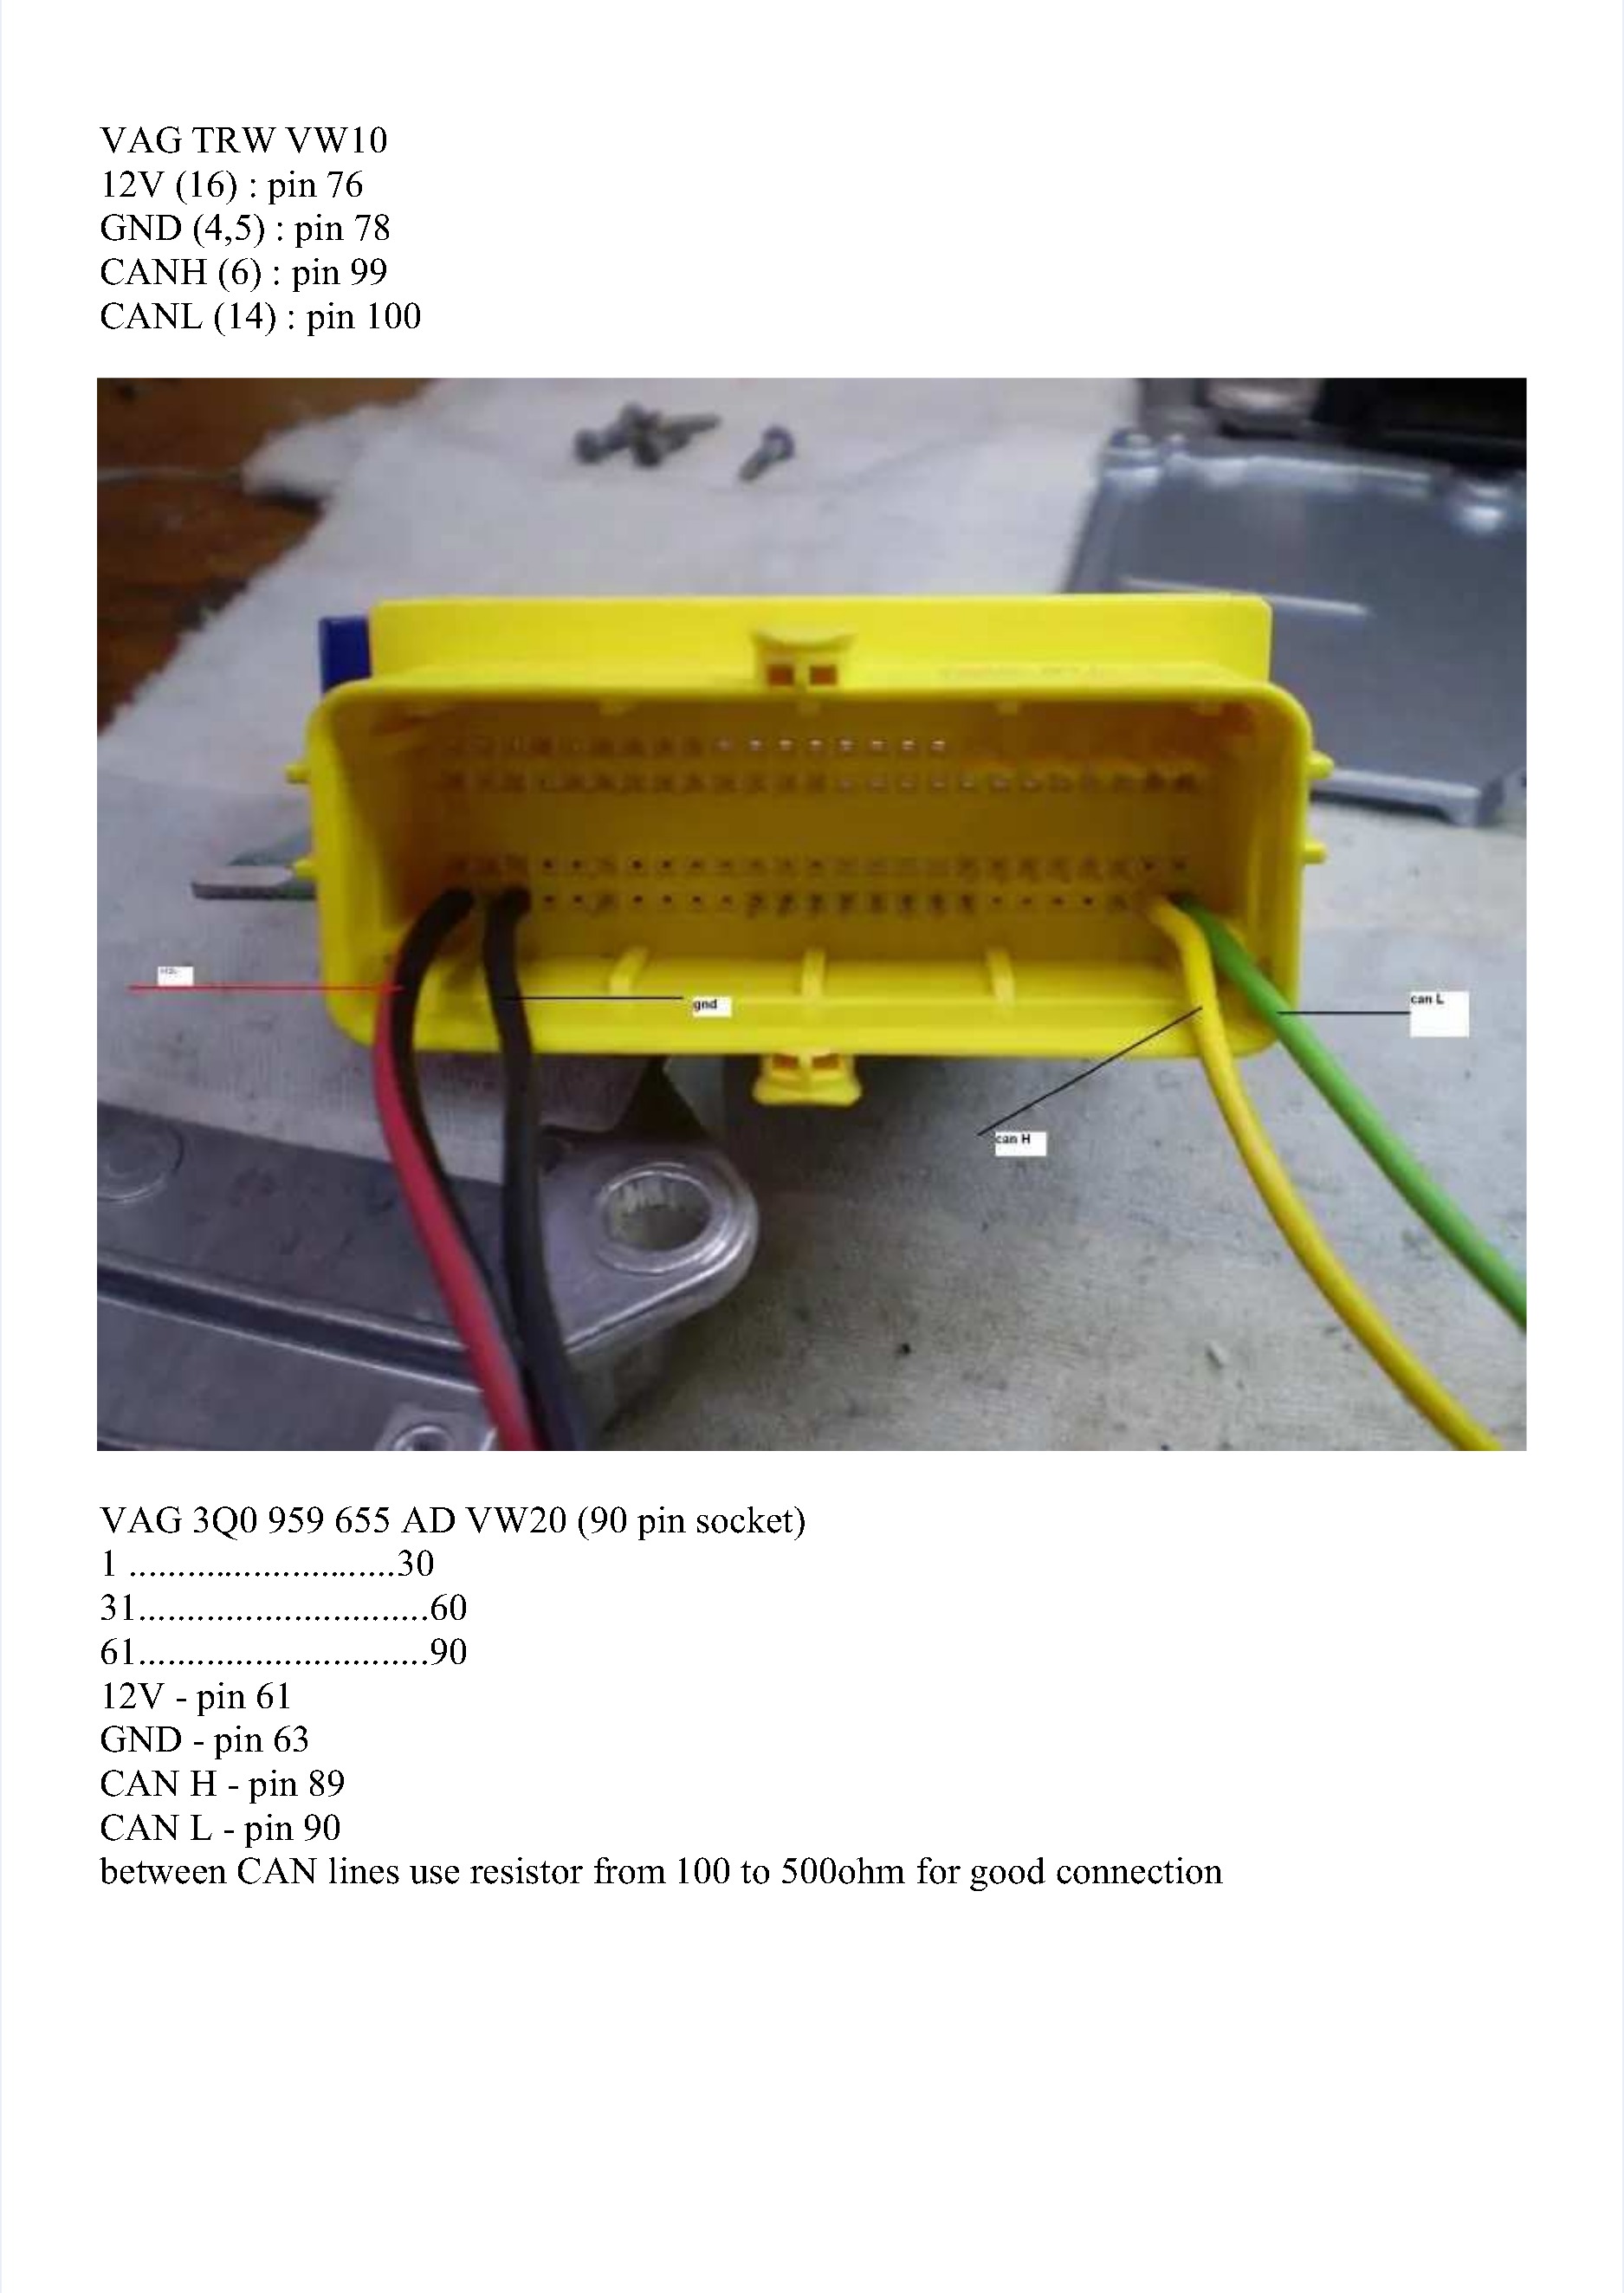 VAG TRW VW10
12V (16) : pin 76
GND (4,5) : pin 78
CANH (6) : pin 99
CANL (14) : pin 100
gnd
can L
can H
VAG 3Q0 959 655 AD VW20 (90 pin socket)
1 ............................30
31..............................60
61..............................90
12V - pin 61
GND - pin 63
CAN H - pin 89
CAN L - pin 90
between CAN lines use resistor from 100 to 500ohm for good connection